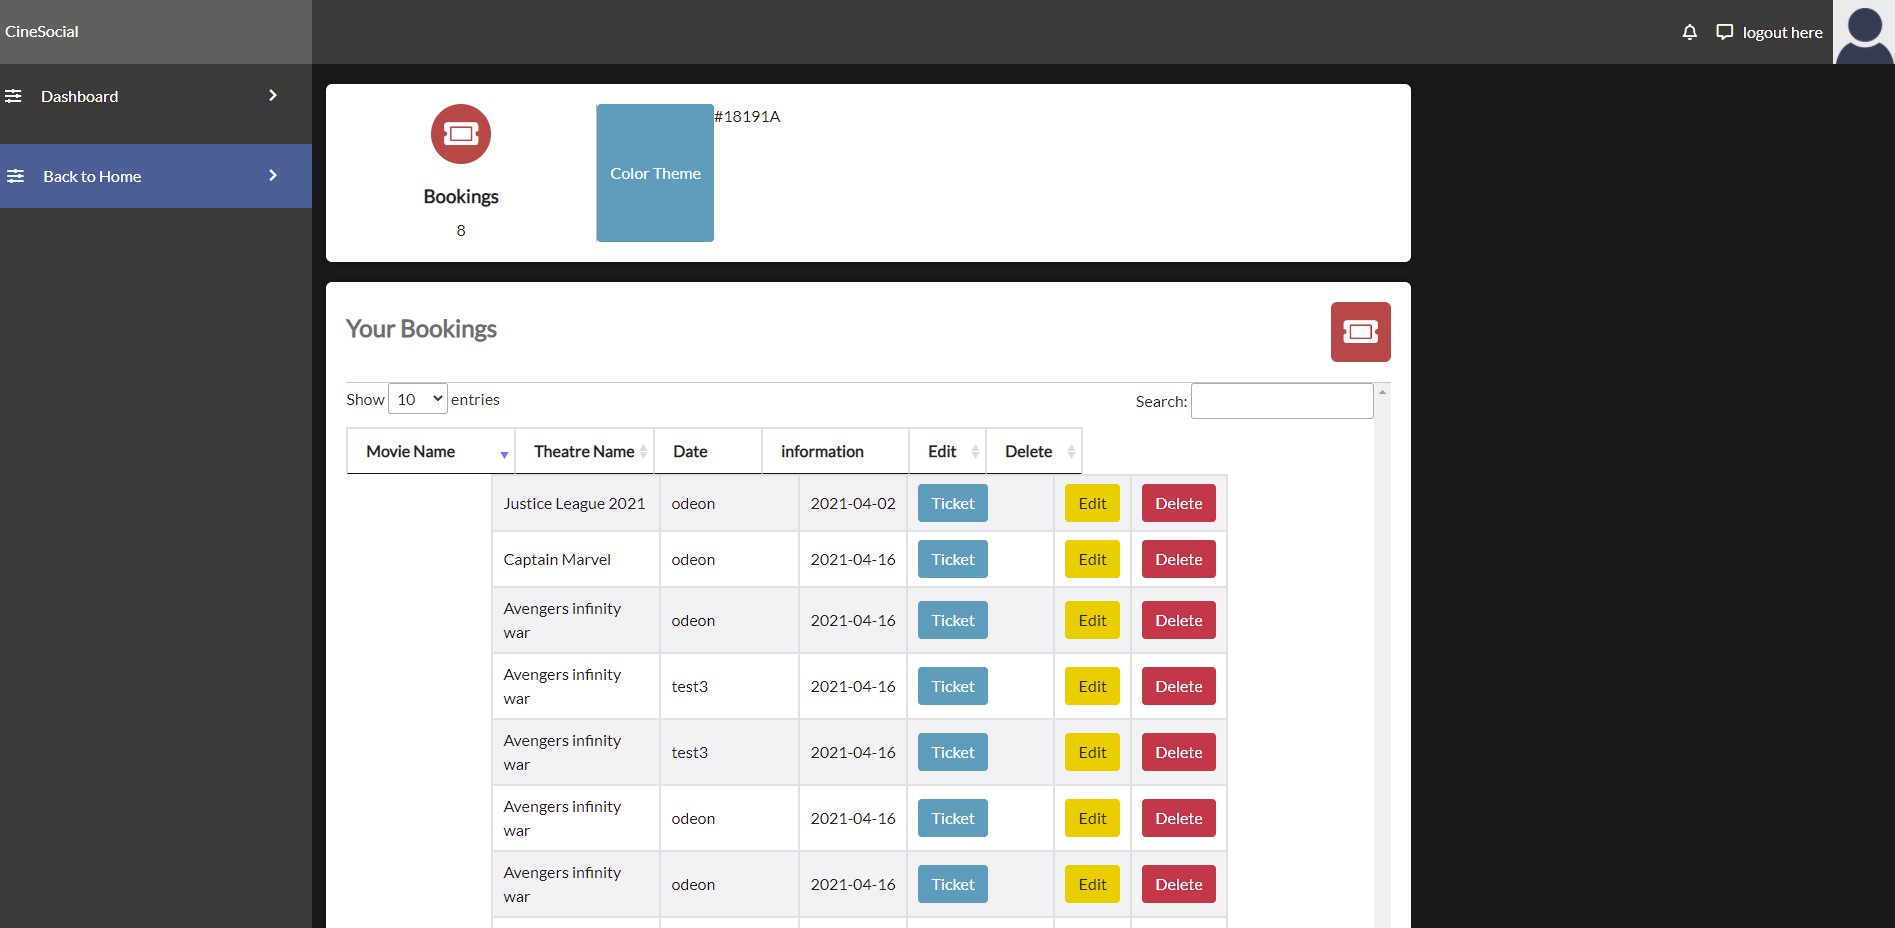 CineSocial
logout here
Dashboard
Back to Home
Bookings
8
Color Theme
#18191A
Your Bookings
Show 10 entries
Search:
Movie Name Theatre Name Date information Edit Delete
Justice League 2021 odeon 2021-04-02 Ticket Edit Delete
Captain Marvel odeon 2021-04-16 Ticket Edit Delete
Avengers infinity
war odeon 2021-04-16 Ticket Edit Delete
Avengers infinity
war test3 2021-04-16 Ticket Edit Delete
Avengers infinity
war test3 2021-04-16 Ticket Edit Delete
Avengers infinity
war odeon 2021-04-16 Ticket Edit Delete
Avengers infinity
war odeon 2021-04-16 Ticket Edit Delete